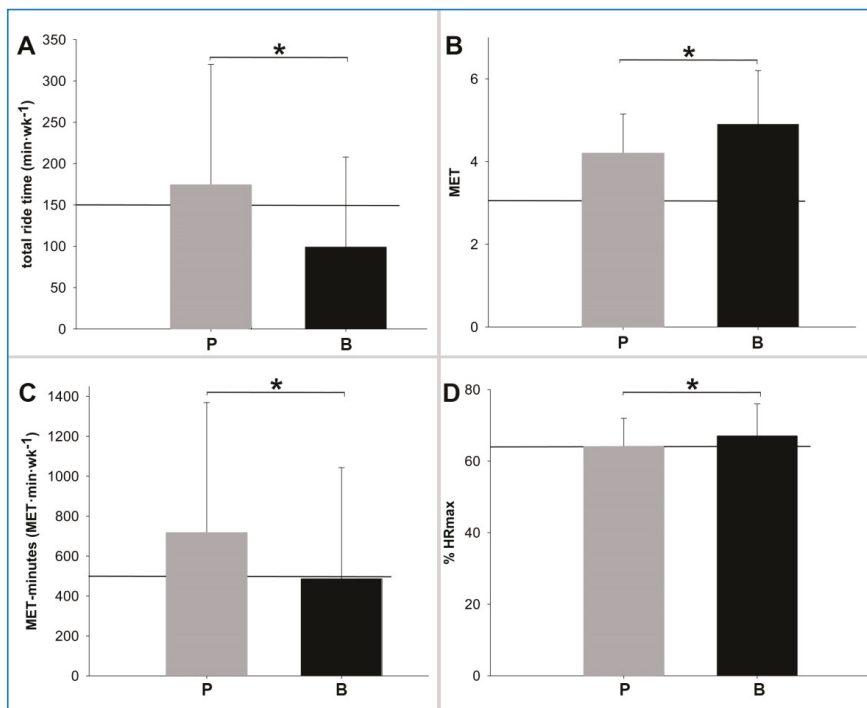 A
total ride time (min·wk⁻¹)
350
300
250
200
150
100
50
0
*
P B
B
MET
6
4
2
0
*
P B
C
MET-minutes (MET·min·wk⁻¹)
1400
1200
1000
800
600
400
200
0
*
P B
D
% HRmax
80
60
40
20
0
*
P B